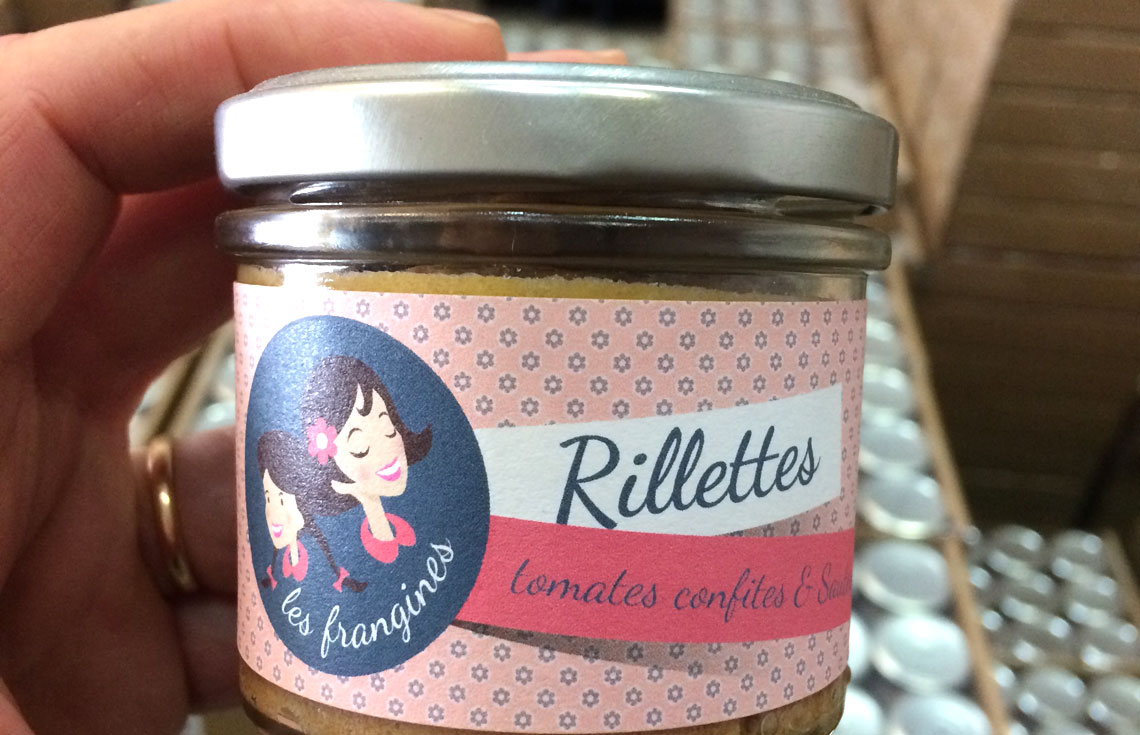 Rillettes
tomates confites &
les frangines